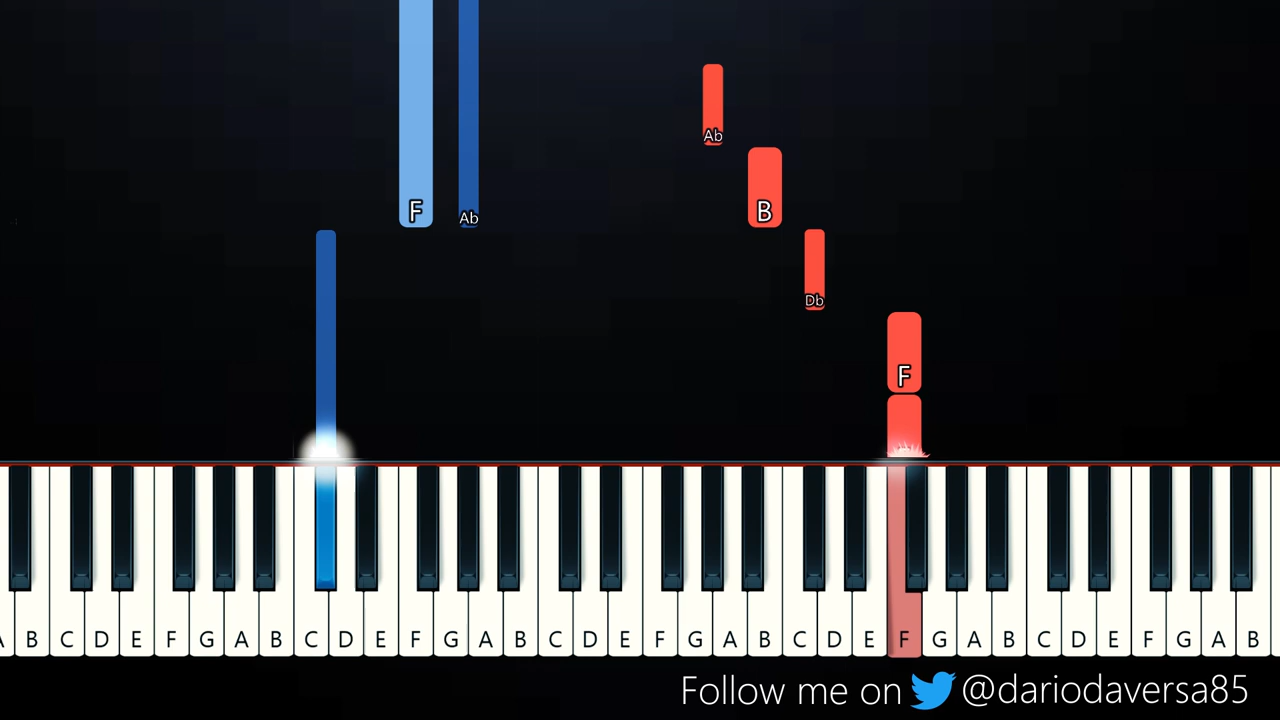 Ab
F B
Ab
Db
F
A B C D E F G A B C D E F G A B C D E F G A B C D E F G A B C D E F G A B
Follow me on @dariodaversa85